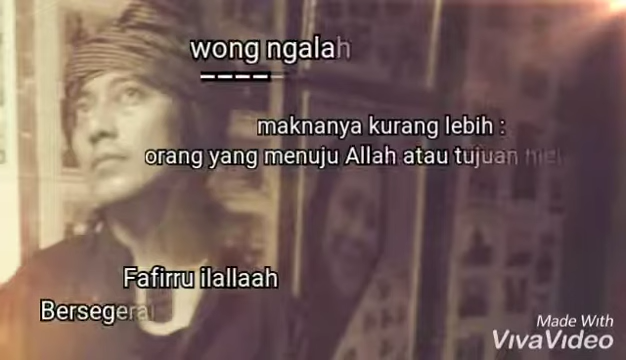 wong ngalah
maknanya kurang lebih :
orang yang menuju Allah atau tujuan
Fafirru ilallaah
Bersegera
Made With
VivaVideo